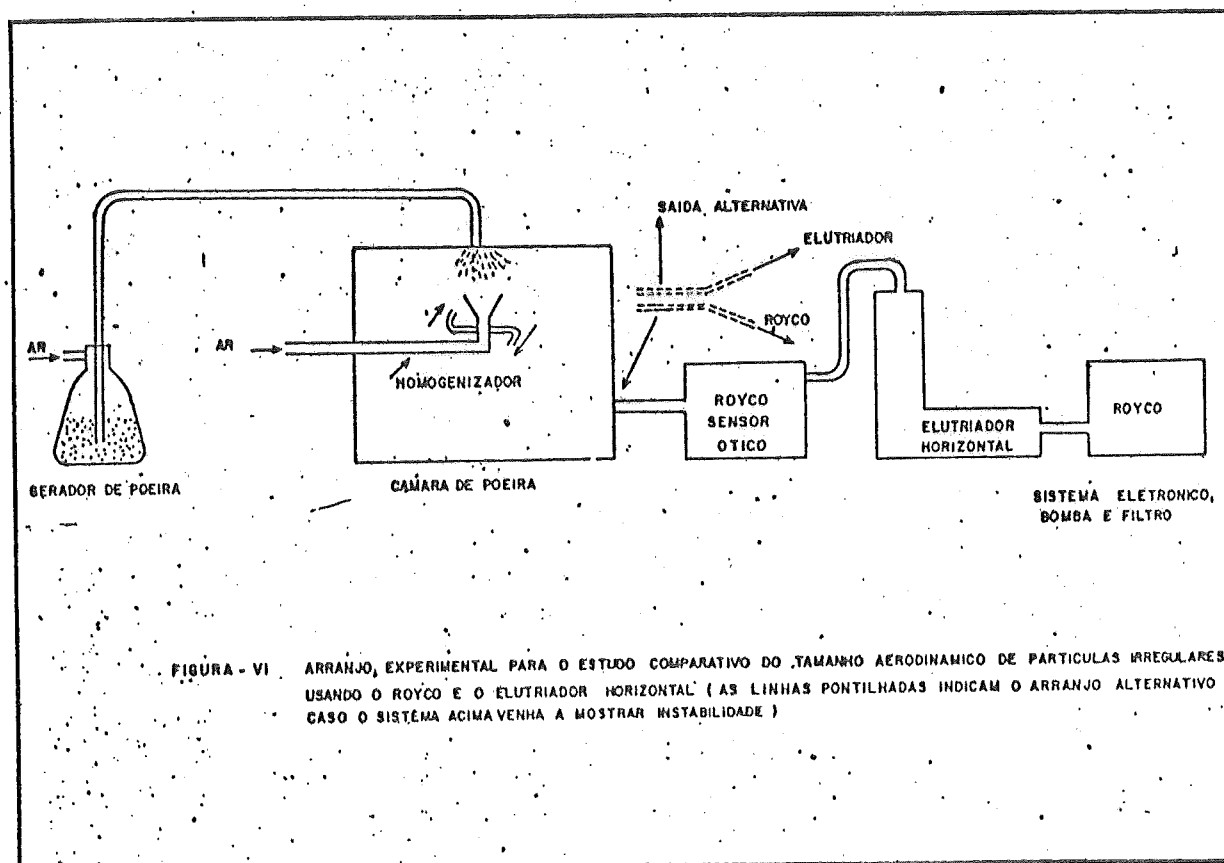 SAIDA ALTERNATIVA
ELUTRIADOR
ROYCO
AR
AR
HOMOGENIZADOR
ROYCO
SENSOR
OTICO
ELUTRIADOR
HORIZONTAL
ROYCO
GERADOR DE POEIRA
CAMARA DE POEIRA
SISTEMA ELETRONICO,
BOMBA E FILTRO
FIGURA - VI ARRANJO, EXPERIMENTAL PARA O ESTUDO COMPARATIVO DO TAMANHO AERODINAMICO DE PARTICULAS IRREGULARES
USANDO O ROYCO E O ELUTRIADOR HORIZONTAL ( AS LINHAS PONTILHADAS INDICAM O ARRANJO ALTERNATIVO
CASO O SISTEMA ACIMA VENHA A MOSTRAR INSTABILIDADE )